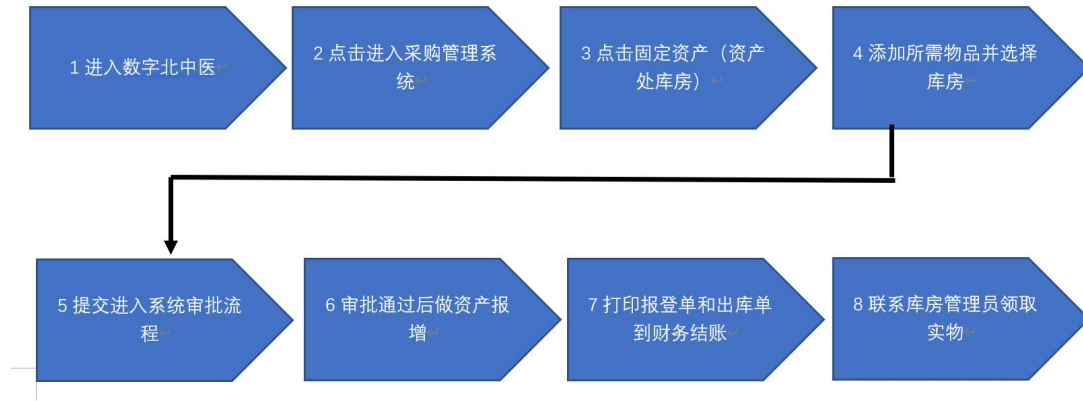 1 进入数字北中医
2 点击进入采购管理系
统
3 点击固定资产（资产
处库房）
4 添加所需物品并选择
库房
5 提交进入系统审批流
程
6 审批通过后做资产报
增
7 打印报登单和出库单
到财务结账
8 联系库房管理员领取
实物